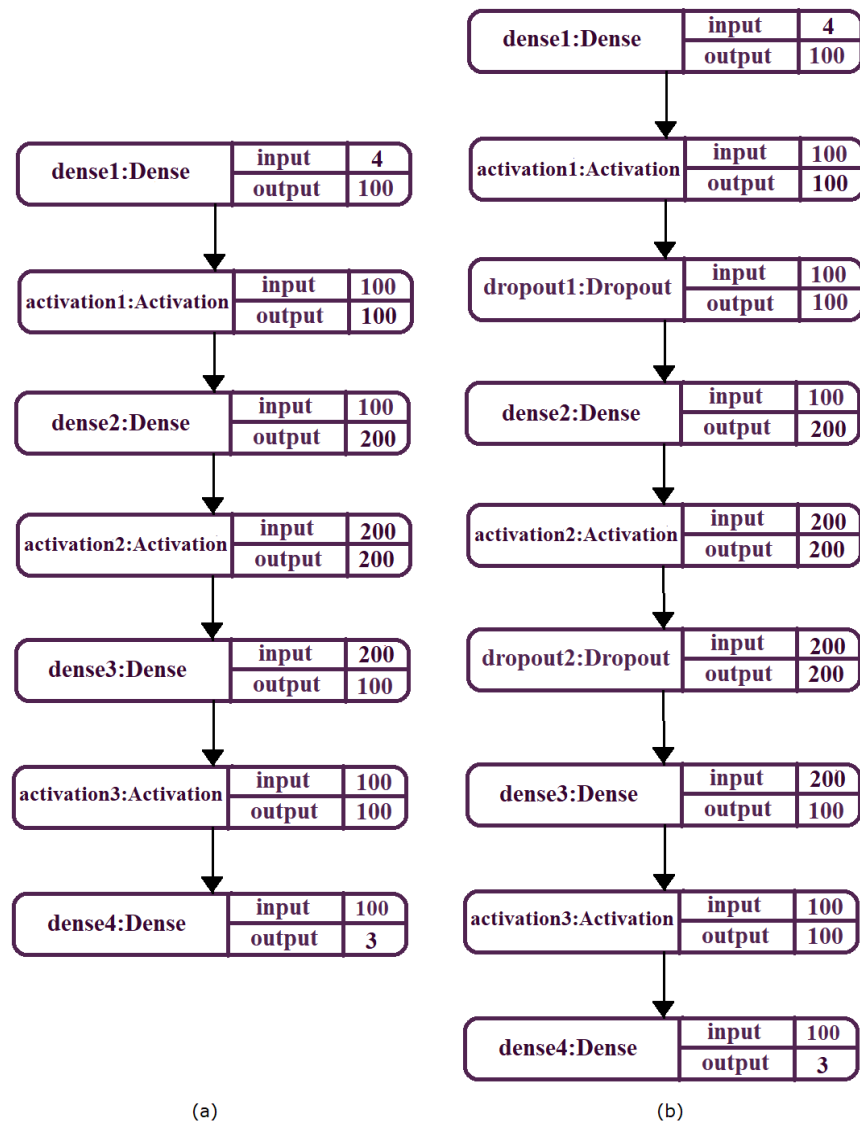 dense1:Dense input 4
output 100
activation1:Activation input 100
output 100
dense2:Dense input 100
output 200
activation2:Activation input 200
output 200
dense3:Dense input 200
output 100
activation3:Activation input 100
output 100
dense4:Dense input 100
output 3
(a)
dense1:Dense input 4
output 100
activation1:Activation input 100
output 100
dropout1:Dropout input 100
output 100
dense2:Dense input 100
output 200
activation2:Activation input 200
output 200
dropout2:Dropout input 200
output 200
dense3:Dense input 200
output 100
activation3:Activation input 100
output 100
dense4:Dense input 100
output 3
(b)